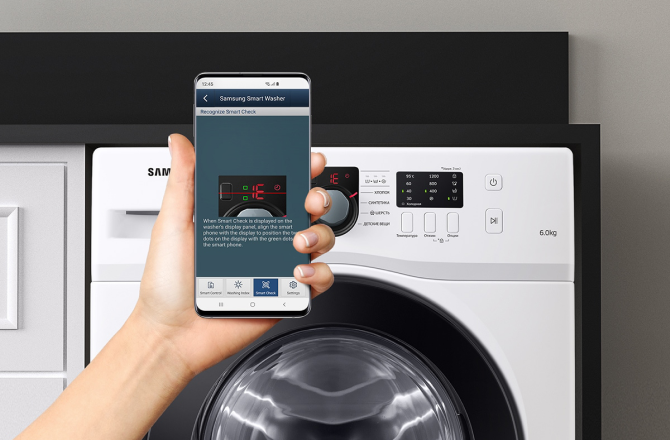 12:45
Samsung Smart Washer
Recognize Smart Check
1E
When Smart Check is displayed on the
washer's display panel, align the smart
phone with the display to position the
dots on the display with the green dots
the smart phone.
Smart Control
Washing Index
Smart Check
Settings
SAM
1E
ХЛОПОК
СИНТЕТИКА
ШЕРСТЬ
ДЕТСКИЕ ВЕЩИ
95°C 1200
60 800
40 400
30
Температура
Отжим
Опции
6.0kg